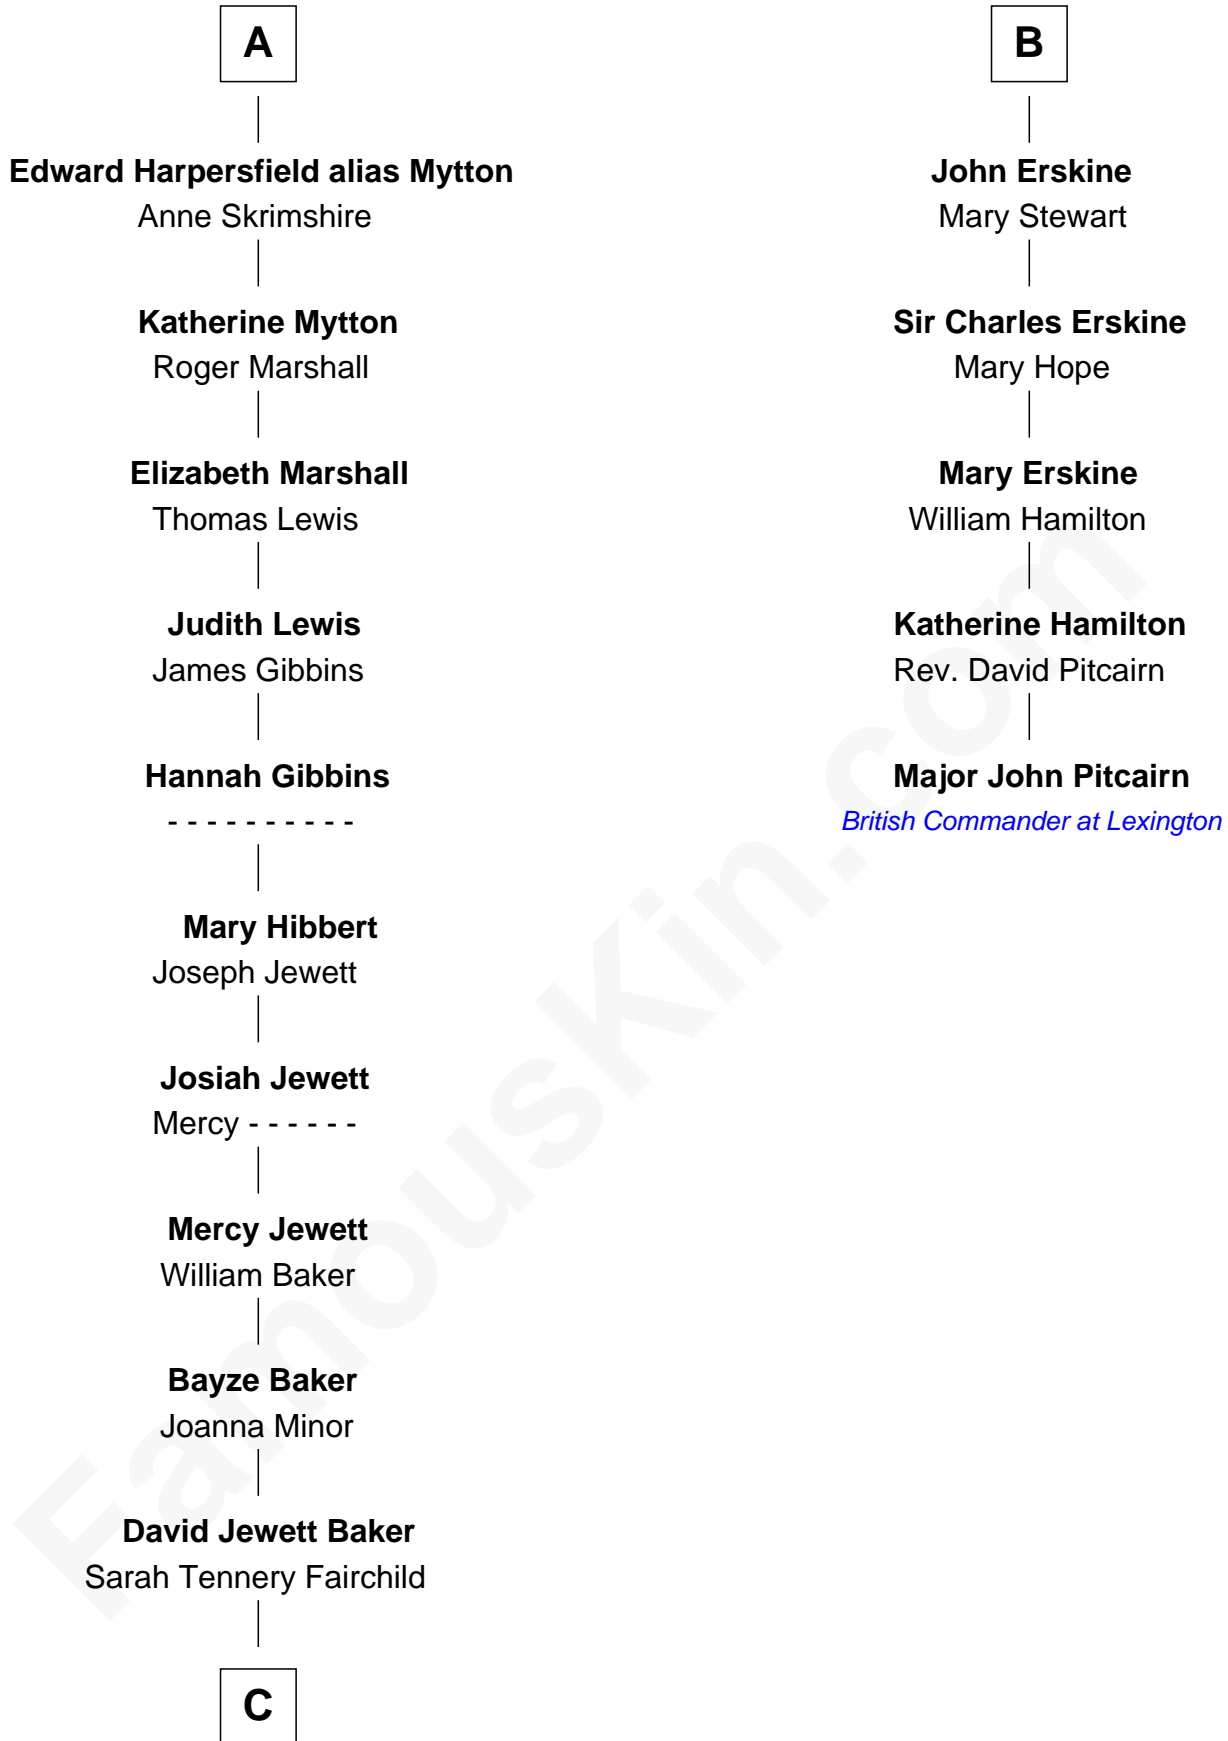 A
Edward Harpersfield alias Mytton
Anne Skrimshire
Katherine Mytton
Roger Marshall
Elizabeth Marshall
Thomas Lewis
Judith Lewis
James Gibbins
Hannah Gibbins
- - - - - - - - - -
Mary Hibbert
Joseph Jewett
Josiah Jewett
Mercy - - - - - -
Mercy Jewett
William Baker
Bayze Baker
Joanna Minor
David Jewett Baker
Sarah Tennery Fairchild
C
B
John Erskine
Mary Stewart
Sir Charles Erskine
Mary Hope
Mary Erskine
William Hamilton
Katherine Hamilton
Rev. David Pitcairn
Major John Pitcairn
British Commander at Lexington
FamousKin.com